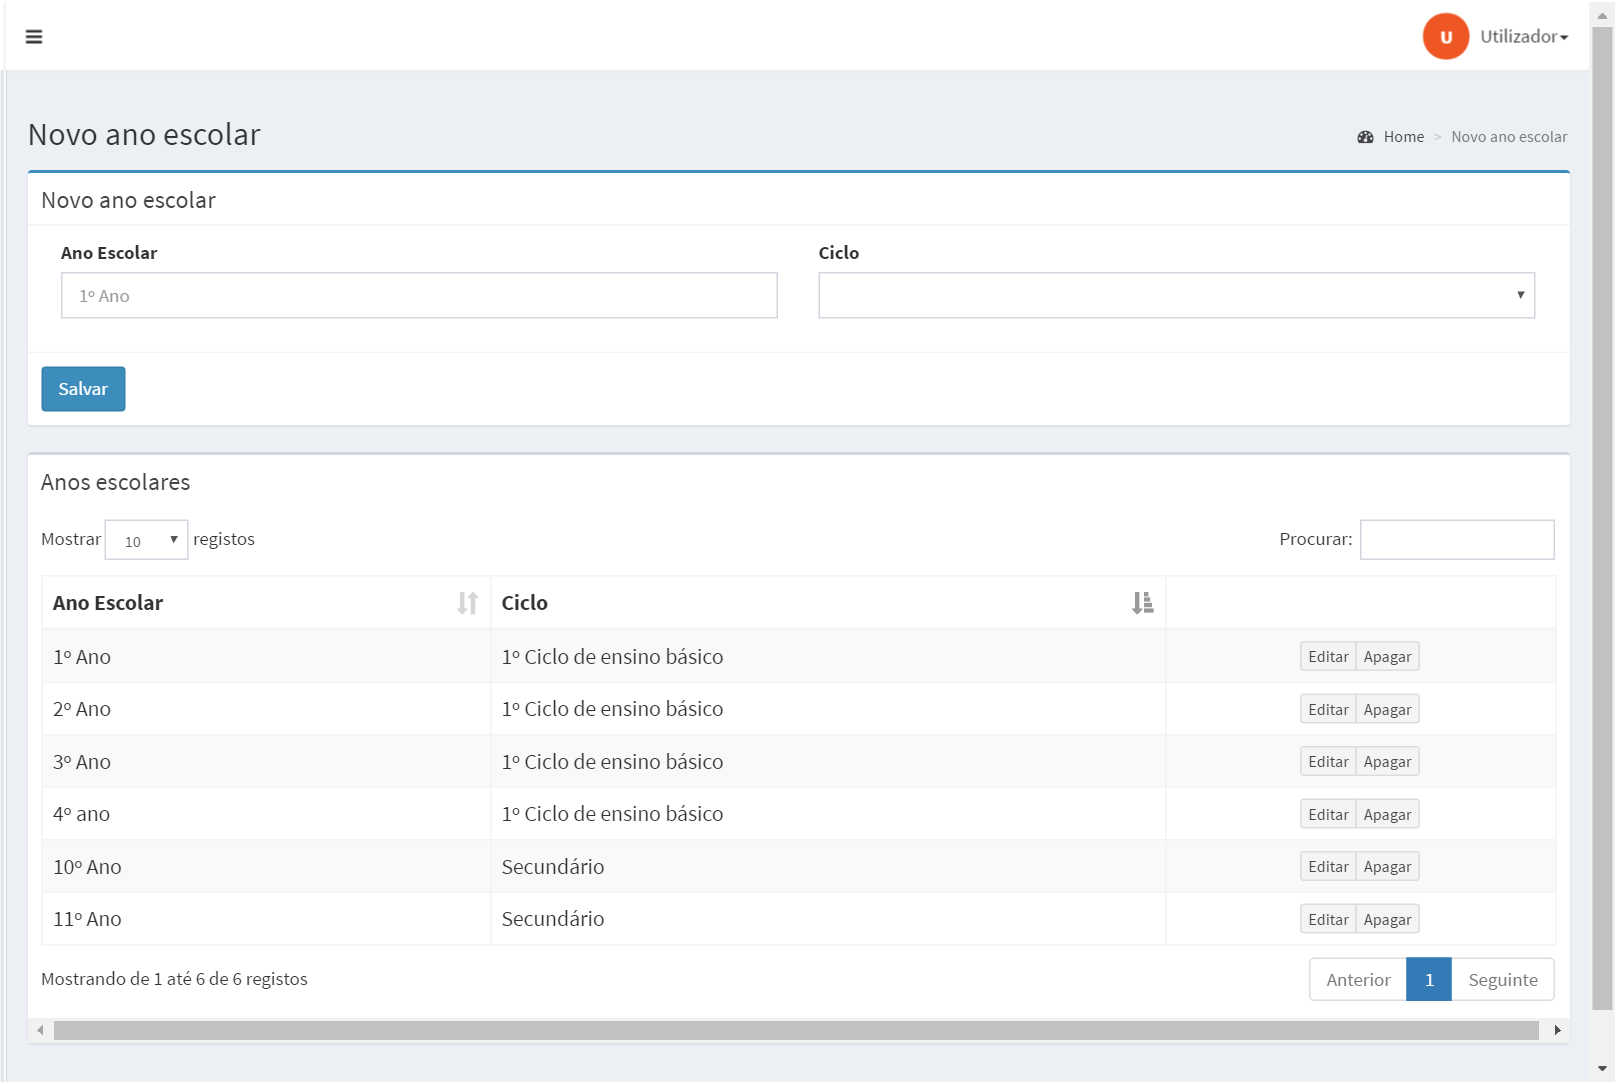 U Utilizador
Novo ano escolar
Home > Novo ano escolar
Novo ano escolar
Ano Escolar Ciclo
1º Ano
Salvar
Anos escolares
Mostrar 10 registos Procurar:
Ano Escolar Ciclo
1º Ano 1º Ciclo de ensino básico Editar Apagar
2º Ano 1º Ciclo de ensino básico Editar Apagar
3º Ano 1º Ciclo de ensino básico Editar Apagar
4º ano 1º Ciclo de ensino básico Editar Apagar
10º Ano Secundário Editar Apagar
11º Ano Secundário Editar Apagar
Mostrando de 1 até 6 de 6 registos Anterior 1 Seguinte